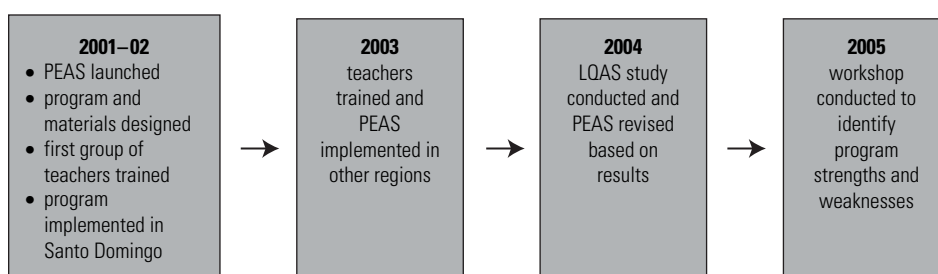 2001–02
• PEAS launched
• program and
materials designed
• first group of
teachers trained
• program
implemented in
Santo Domingo
2003
teachers
trained and
PEAS
implemented in
other regions
2004
LQAS study
conducted and
PEAS revised
based on
results
2005
workshop
conducted to
identify
program
strengths and
weaknesses